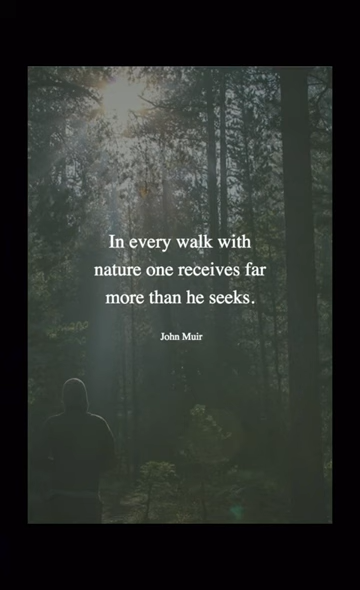 In every walk with
nature one receives far
more than he seeks.
John Muir